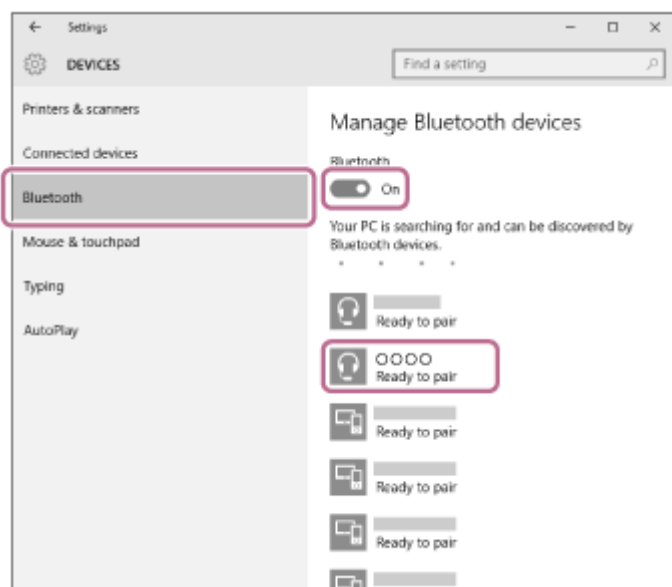 Settings
DEVICES
Find a setting
Printers & scanners
Connected devices
Bluetooth
Mouse & touchpad
Typing
AutoPlay
Manage Bluetooth devices
Bluetooth
On
Your PC is searching for and can be discovered by
Bluetooth devices.
Ready to pair
OOOO
Ready to pair
Ready to pair
Ready to pair
Ready to pair